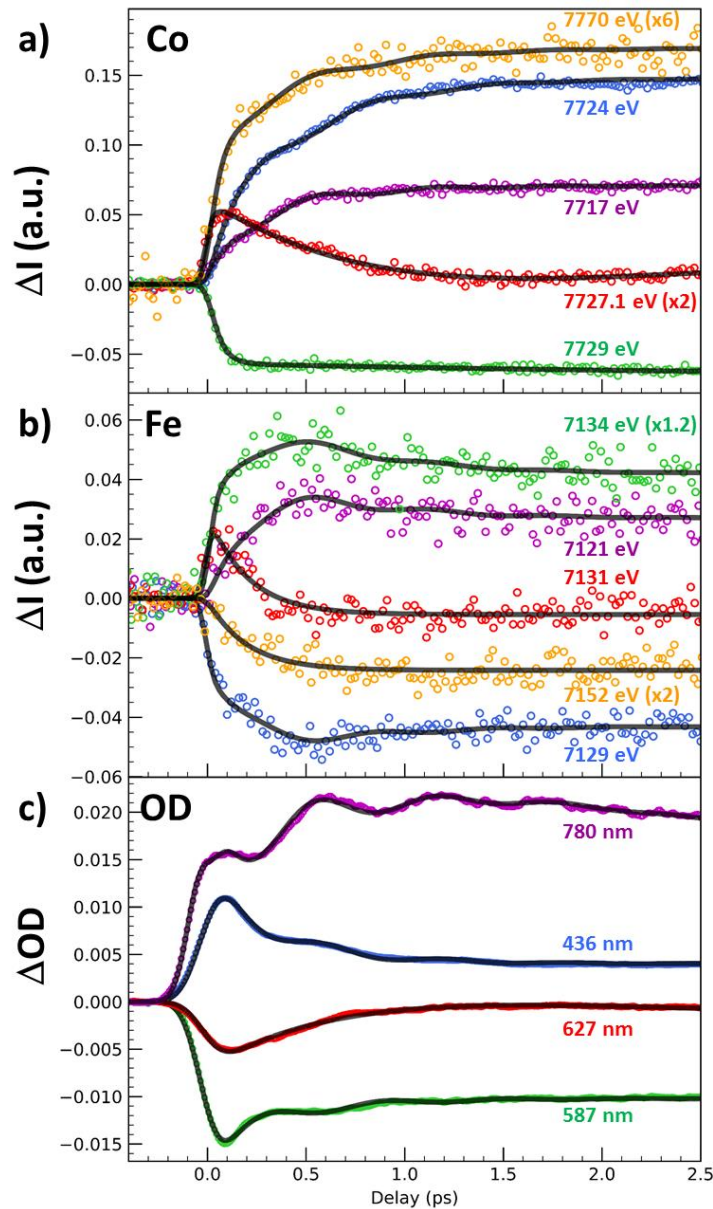 a) Co
7770 eV (x6)
7724 eV
7717 eV
7727.1 eV (x2)
7729 eV
ΔI (a.u.)
0.15
0.10
0.05
0.00
−0.05
b) Fe
7134 eV (x1.2)
7121 eV
7131 eV
7152 eV (x2)
7129 eV
ΔI (a.u.)
0.06
0.04
0.02
0.00
−0.02
−0.04
−0.06
c) OD
780 nm
436 nm
627 nm
587 nm
ΔOD
0.020
0.015
0.010
0.005
0.000
−0.005
−0.010
−0.015
0.0 0.5 1.0 1.5 2.0 2.5
Delay (ps)